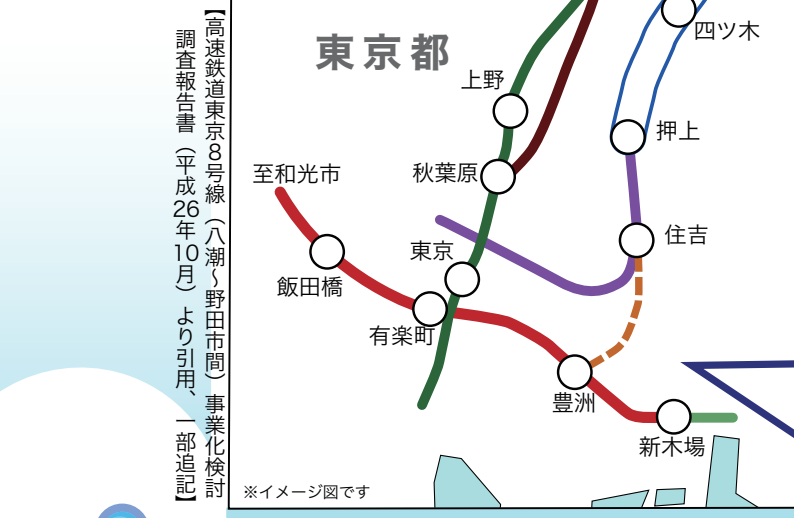 【高速鉄道東京8号線（八潮～野田市間）事業化検討
調査報告書（平成26年10月）より引用、一部追記】
東京都
四ツ木
上野
押上
秋葉原
至和光市
住吉
東京
飯田橋
有楽町
豊洲
新木場
※イメージ図です